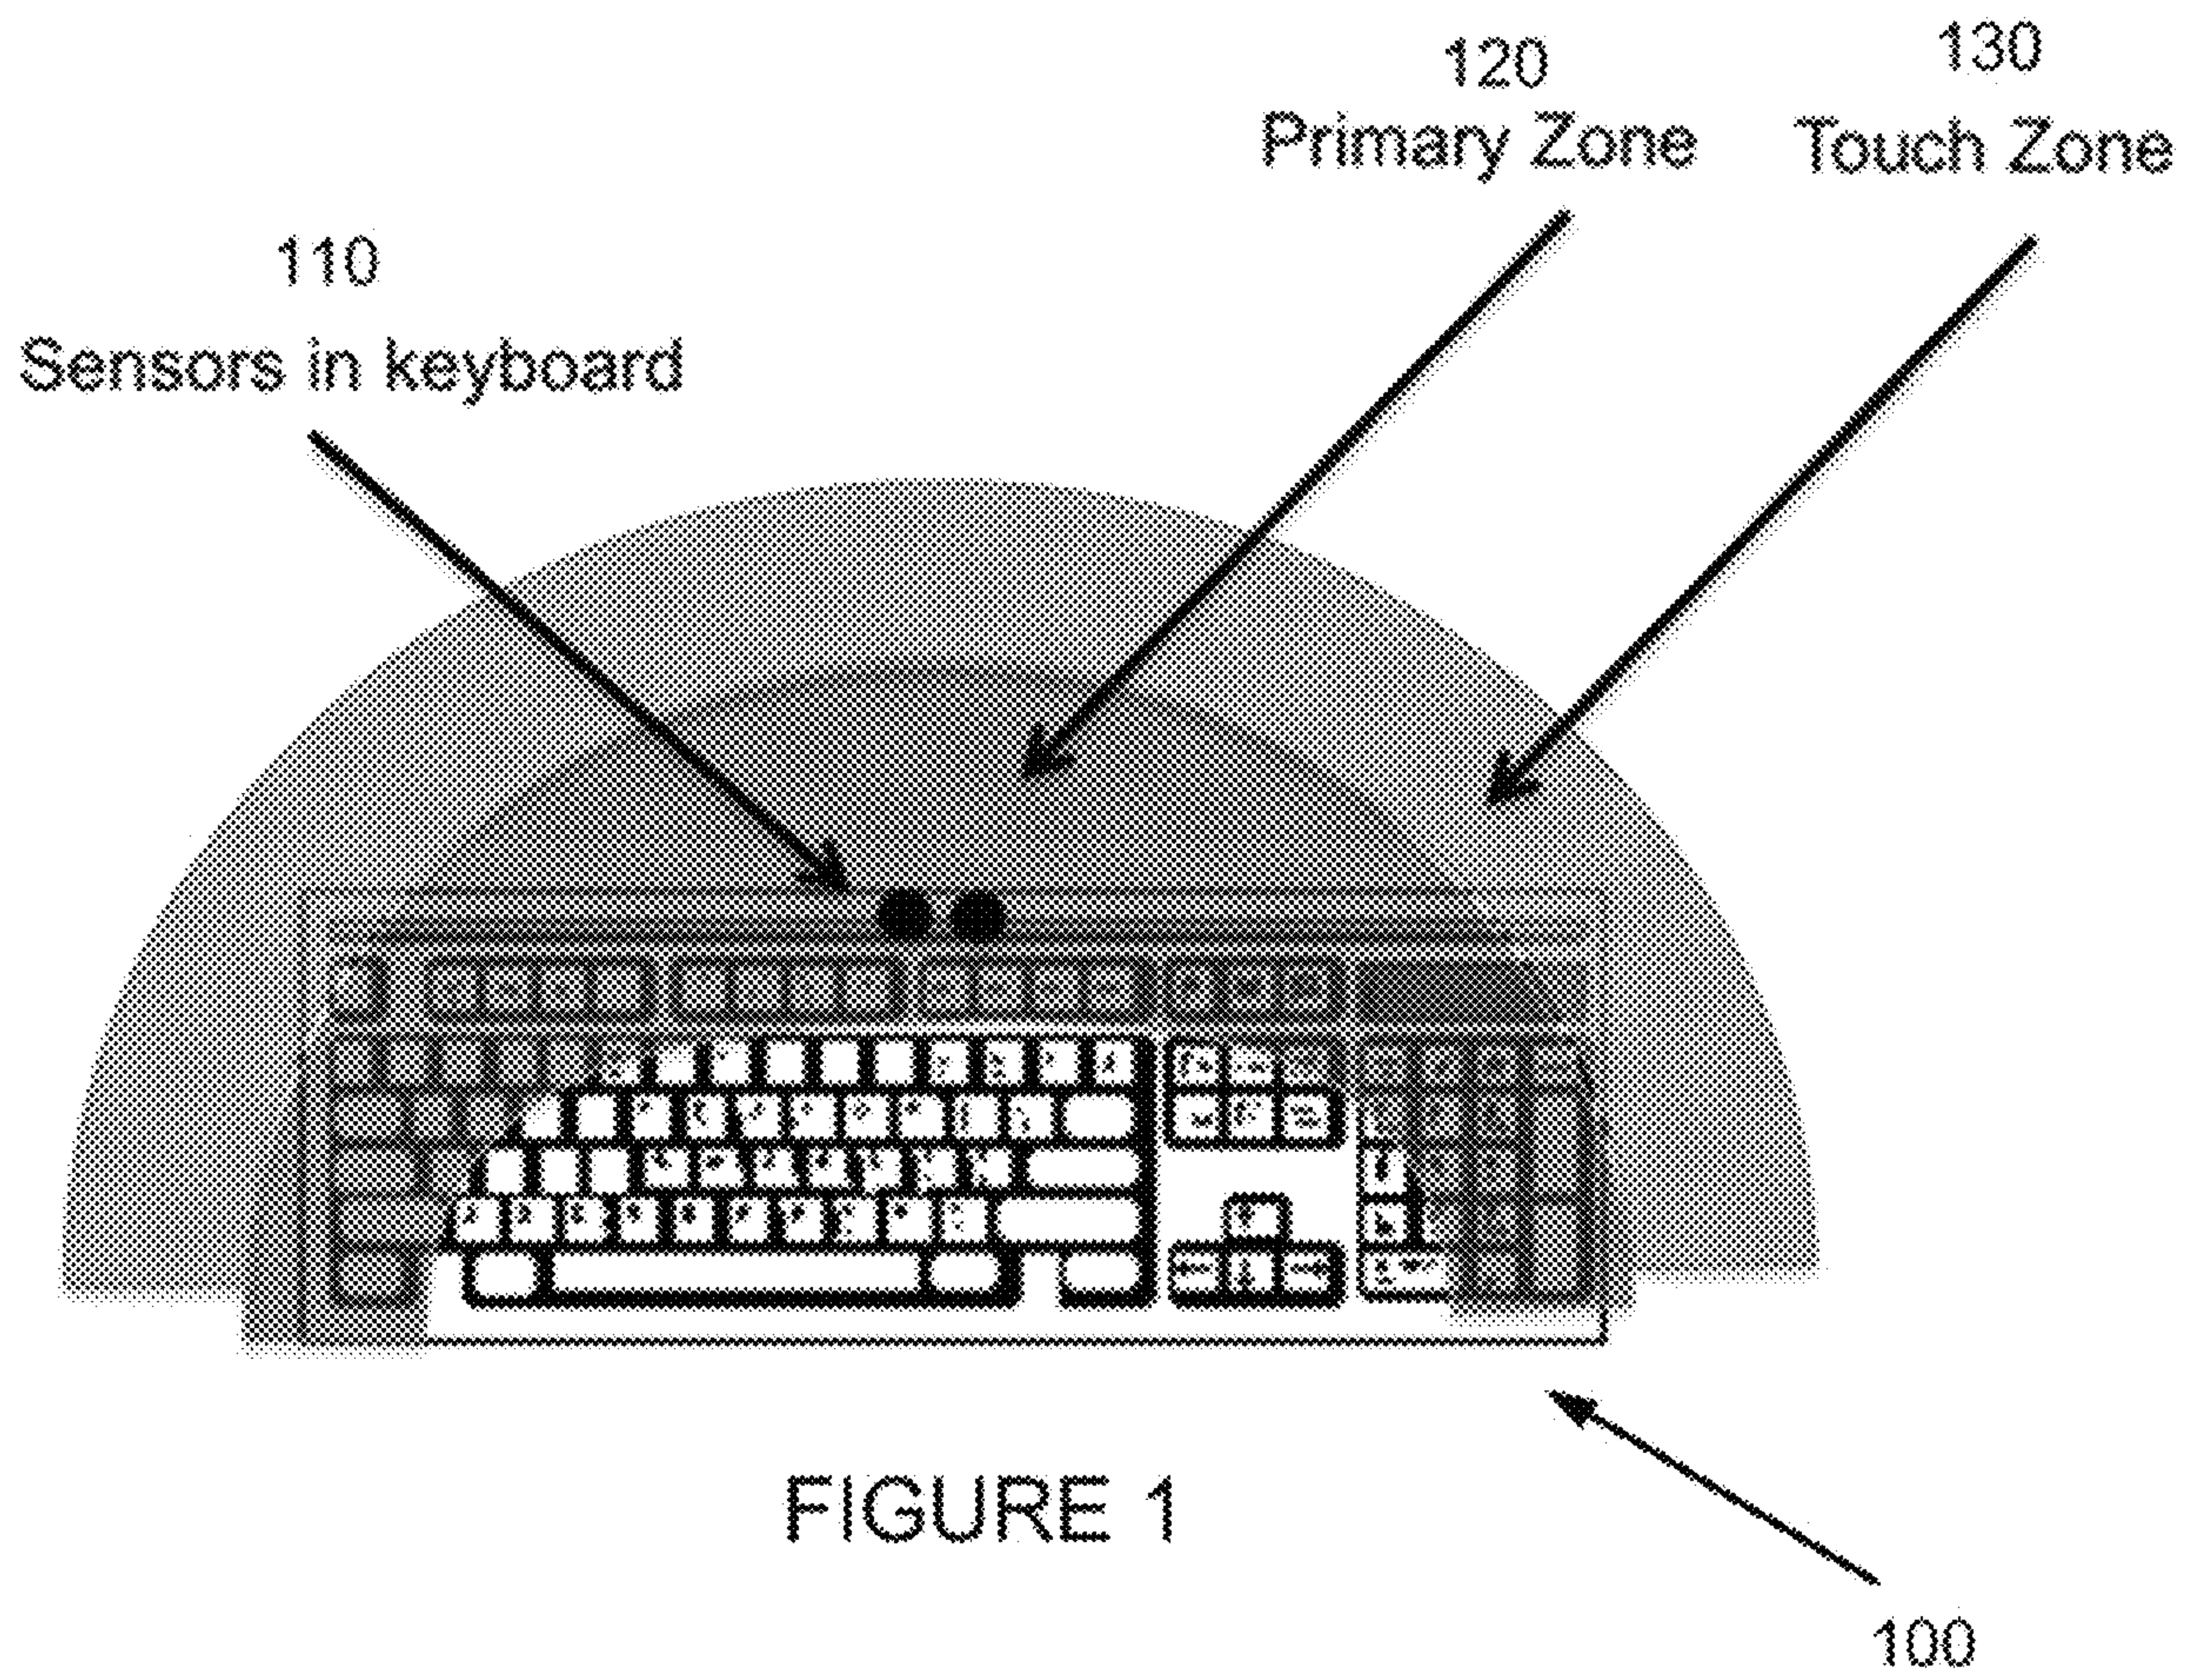 120
Primary Zone
130
Touch Zone
110
Sensors in keyboard
FIGURE 1
100